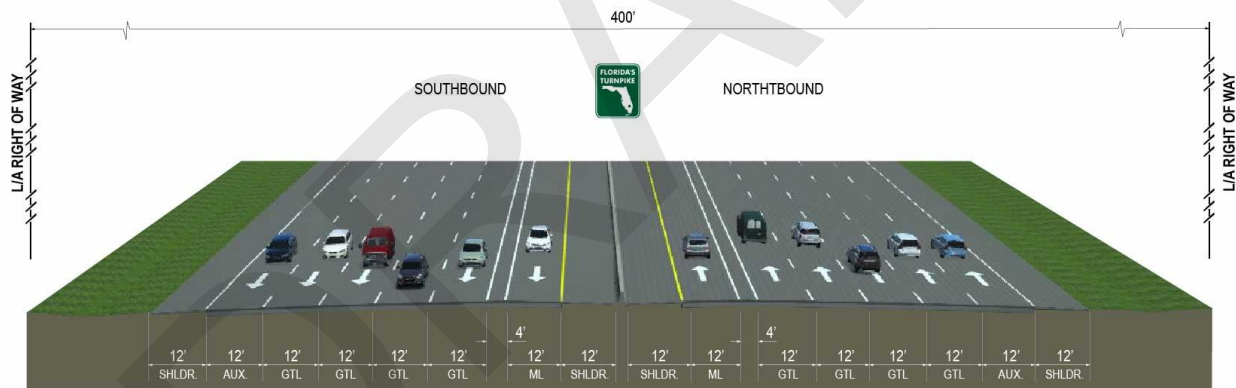 400'
L/A RIGHT OF WAY
SOUTHBOUND
FLORIDA'S
TURNPIKE
NORTHTBOUND
L/A RIGHT OF WAY
4' 4'
12' 12' 12' 12' 12' 12' 12' 12' 12' 12' 12' 12' 12' 12' 12' 12'
SHLDR. AUX. GTL GTL GTL GTL ML SHLDR. SHLDR. ML GTL GTL GTL GTL AUX. SHLDR.
DRAFT